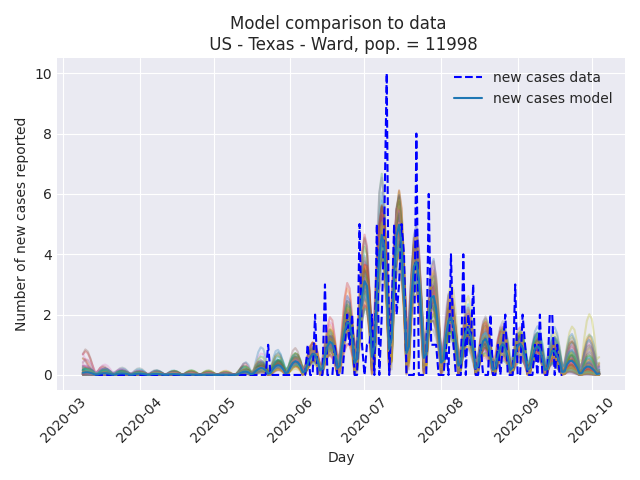 Model comparison to data
US - Texas - Ward, pop. = 11998
new cases data
new cases model
Number of new cases reported
10
8
6
4
2
0
2020-03
2020-04
2020-05
2020-06
2020-07
2020-08
2020-09
2020-10
Day